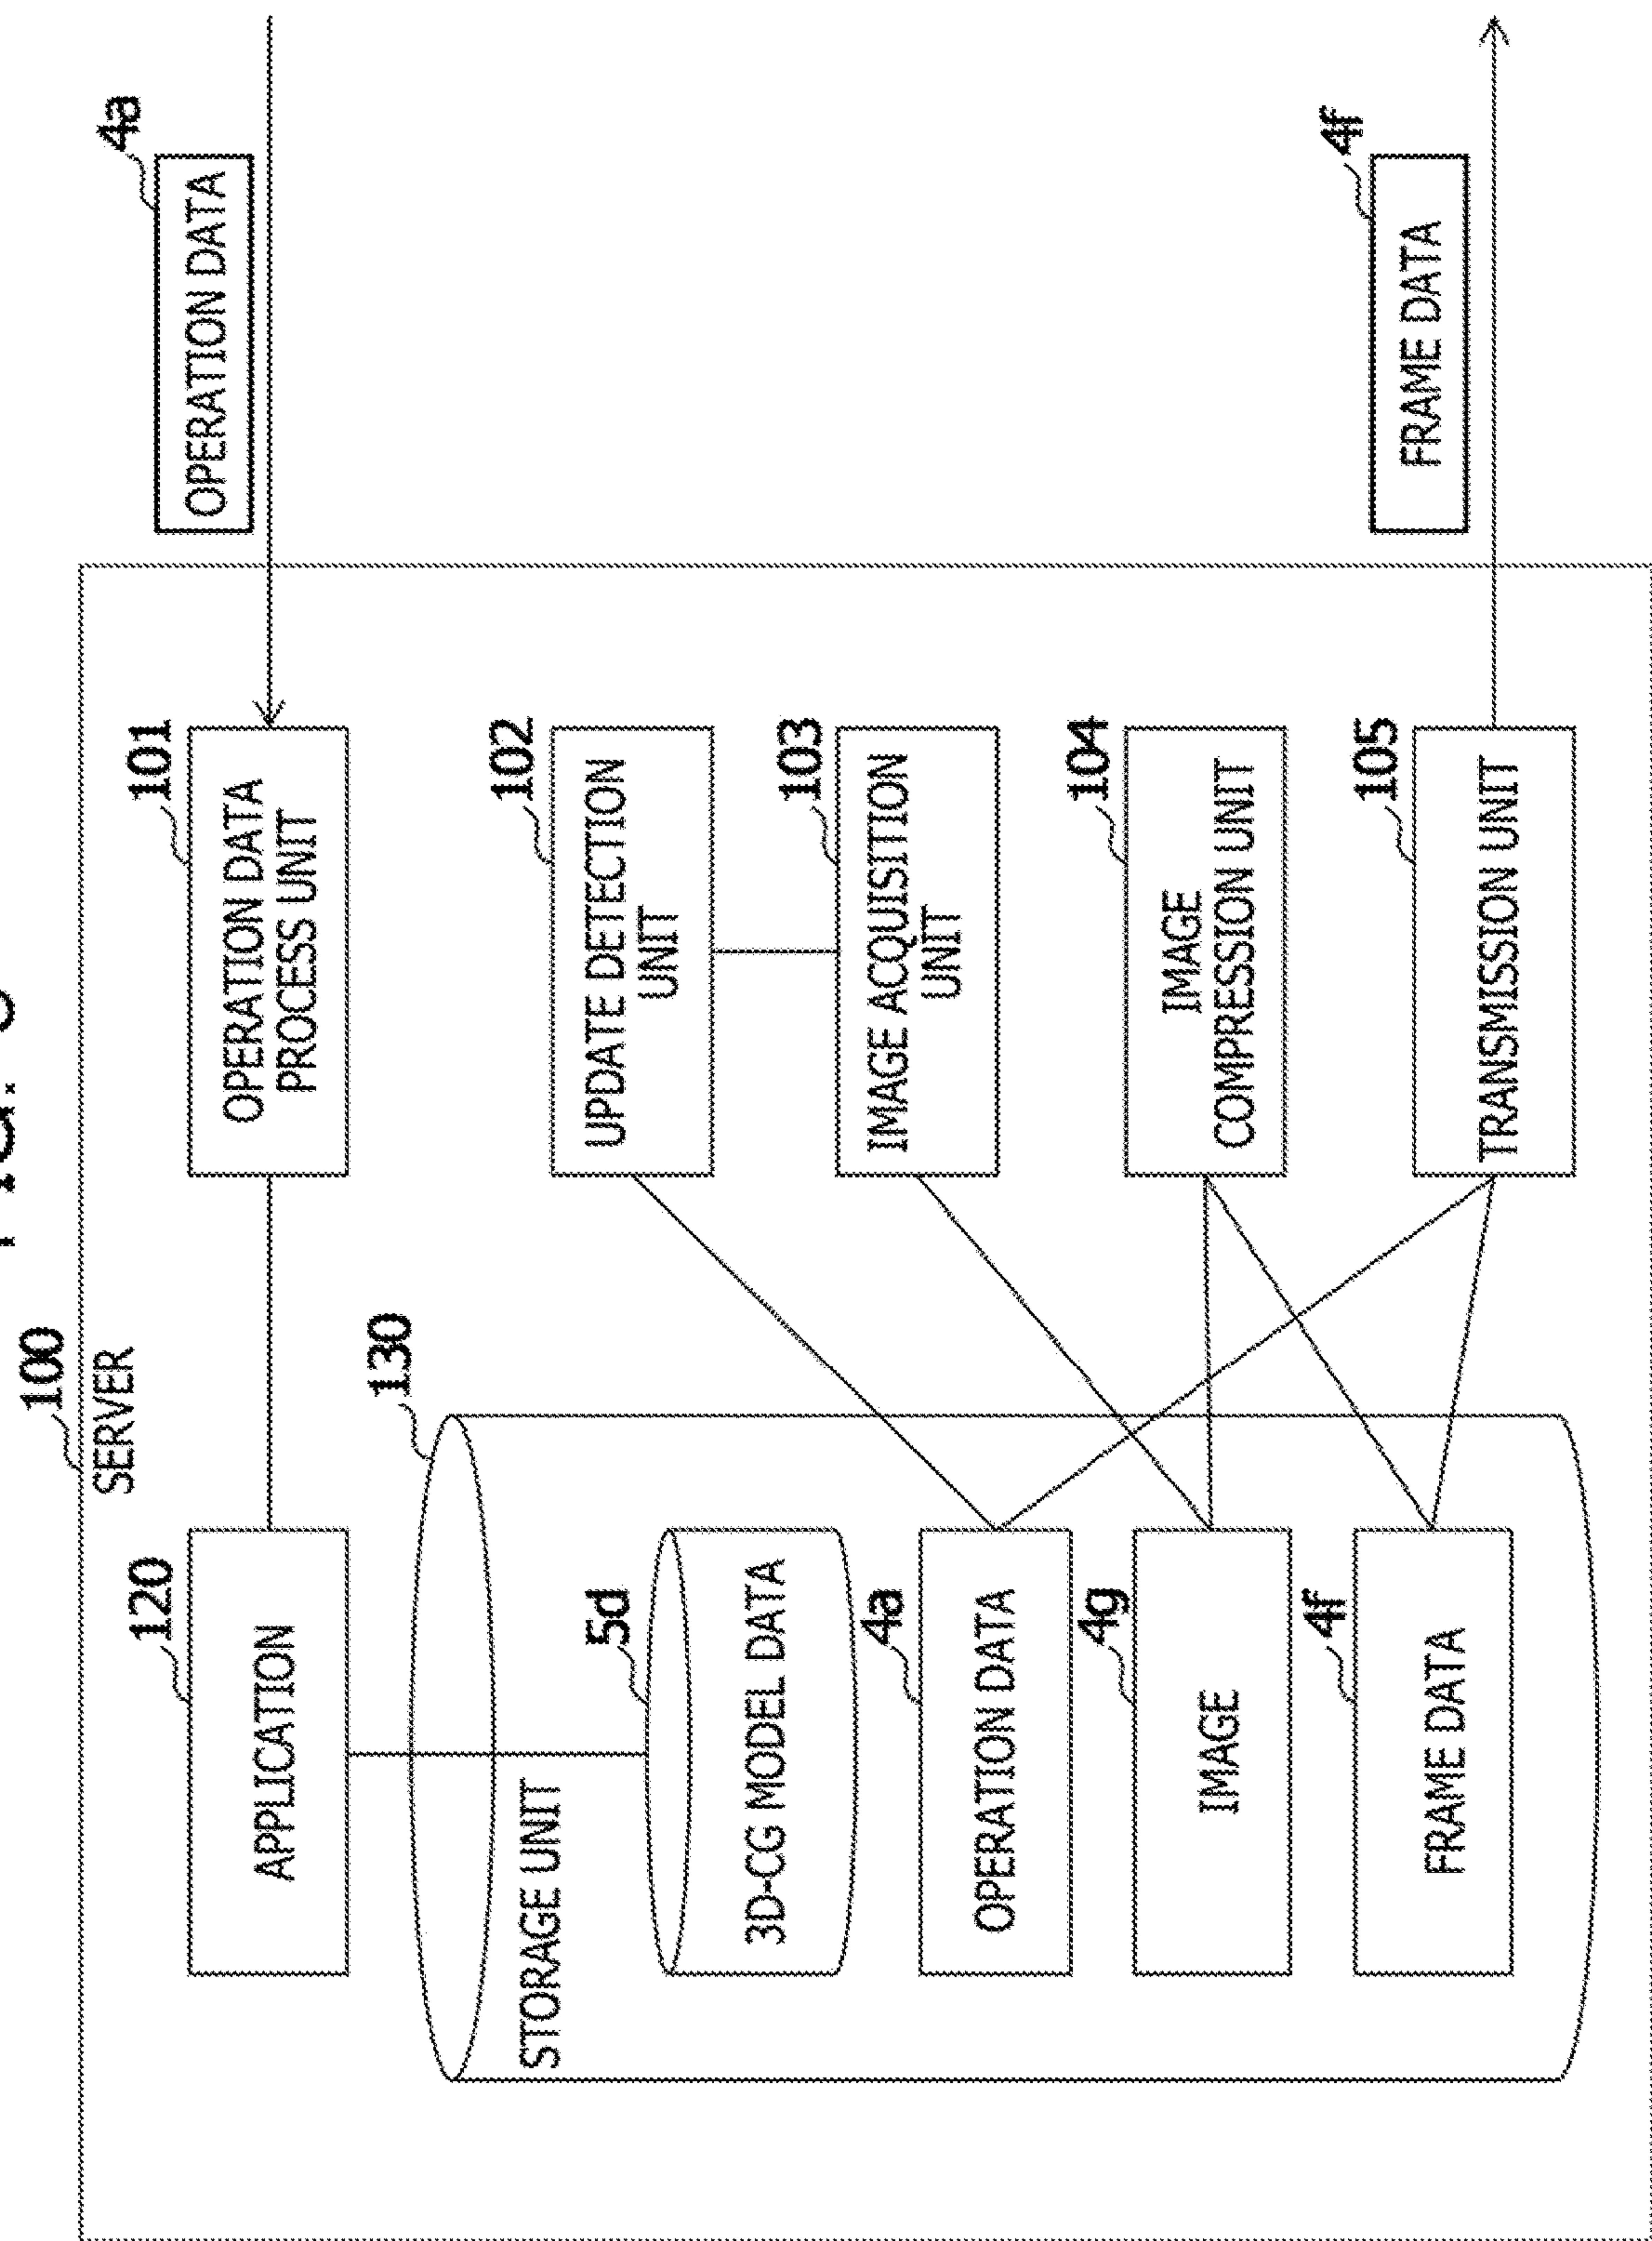 100
SERVER
120
APPLICATION
101
OPERATION DATA
PROCESS UNIT
4a
OPERATION DATA
130
STORAGE UNIT
5d
3D-CG MODEL DATA
4a
OPERATION DATA
4g
IMAGE
4f
FRAME DATA
102
UPDATE DETECTION
UNIT
103
IMAGE ACQUISITION
UNIT
104
IMAGE
COMPRESSION UNIT
105
TRANSMISSION UNIT
4f
FRAME DATA